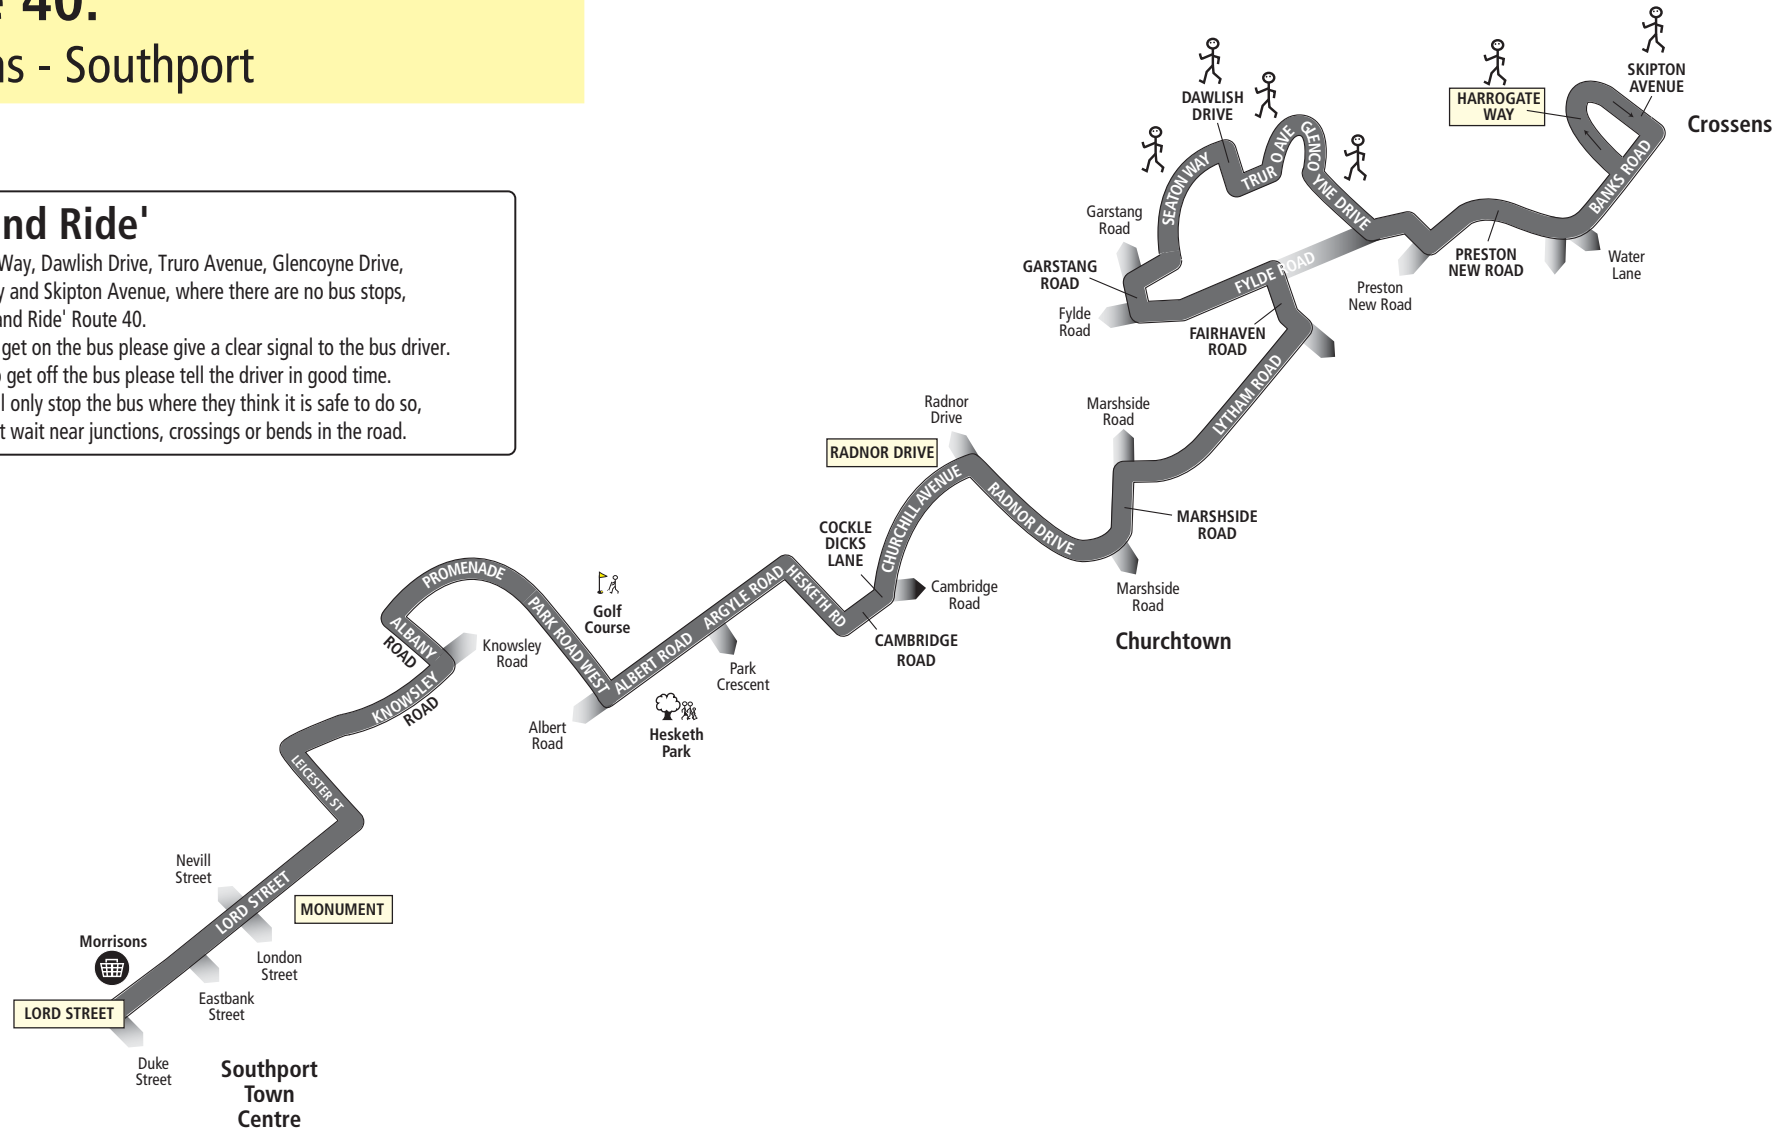 40.
- Southport
nd Ride'
Way, Dawlish Drive, Truro Avenue, Glencoyne Drive,
y and Skipton Avenue, where there are no bus stops,
and Ride' Route 40.
get on the bus please give a clear signal to the bus driver.
get off the bus please tell the driver in good time.
l only stop the bus where they think it is safe to do so,
t wait near junctions, crossings or bends in the road.
SKIPTON
AVENUE
HARROGATE
WAY
Crossens
DAWLISH
DRIVE
SEATON WAY
TRURO AVE
GLENCOYNE DRIVE
BANKS ROAD
Garstang
Road
GARSTANG
ROAD
Fylde
Road
FYLDE ROAD
Preston
New Road
PRESTON
NEW ROAD
Water
Lane
FAIRHAVEN
ROAD
LYTHAM ROAD
Marshside
Road
Radnor
Drive
RADNOR DRIVE
CHURCHILL AVENUE
RADNOR DRIVE
MARSHSIDE
ROAD
COCKLE
DICKS
LANE
Cambridge
Road
Marshside
Road
Churchtown
CAMBRIDGE
ROAD
HESKETH RD
ARGYLE ROAD
ALBERT ROAD
Park
Crescent
Golf
Course
Hesketh
Park
Albert
Road
PARK ROAD WEST
PROMENADE
ALBANY
ROAD
Knowsley
Road
KNOWSLEY
ROAD
LEICESTER ST
Nevill
Street
LORD STREET
MONUMENT
Morrisons
London
Street
Eastbank
Street
LORD STREET
Duke
Street
Southport
Town
Centre